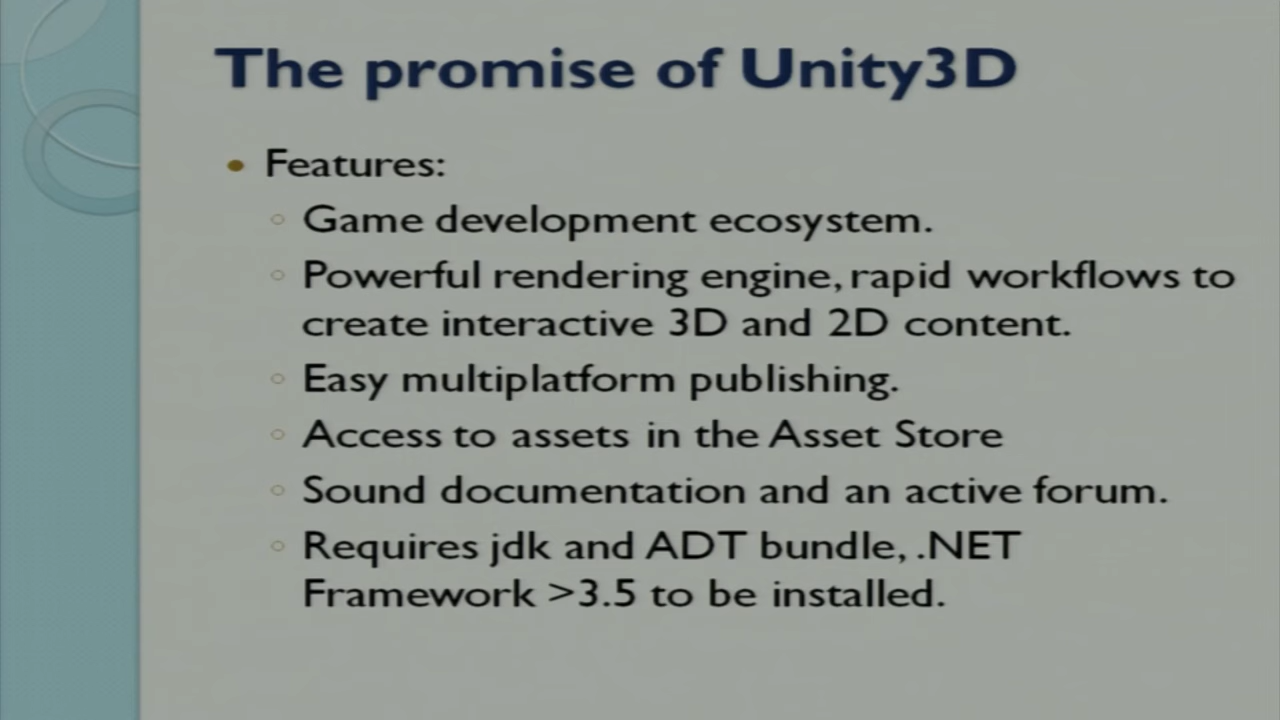 The promise of Unity3D
• Features:
◦ Game development ecosystem.
◦ Powerful rendering engine, rapid workflows to
create interactive 3D and 2D content.
◦ Easy multiplatform publishing.
◦ Access to assets in the Asset Store
◦ Sound documentation and an active forum.
◦ Requires jdk and ADT bundle, .NET
Framework >3.5 to be installed.